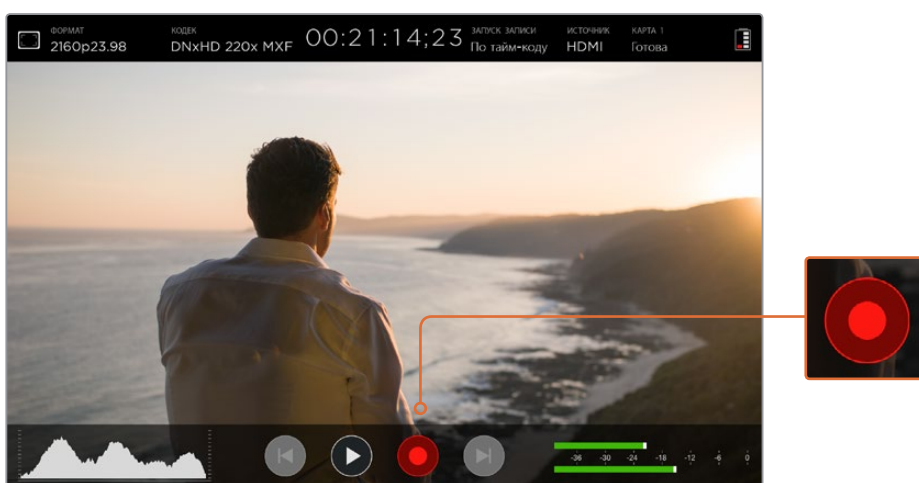 ФОРМАТ
2160p23.98
КОДЕК
DNxHD 220x MXF
00:21:14;23
ЗАПУСК ЗАПИСИ
По тайм-коду
ИСТОЧНИК
HDMI
КАРТА 1
Готова
-36 -30 -24 -18 -12 -6 0